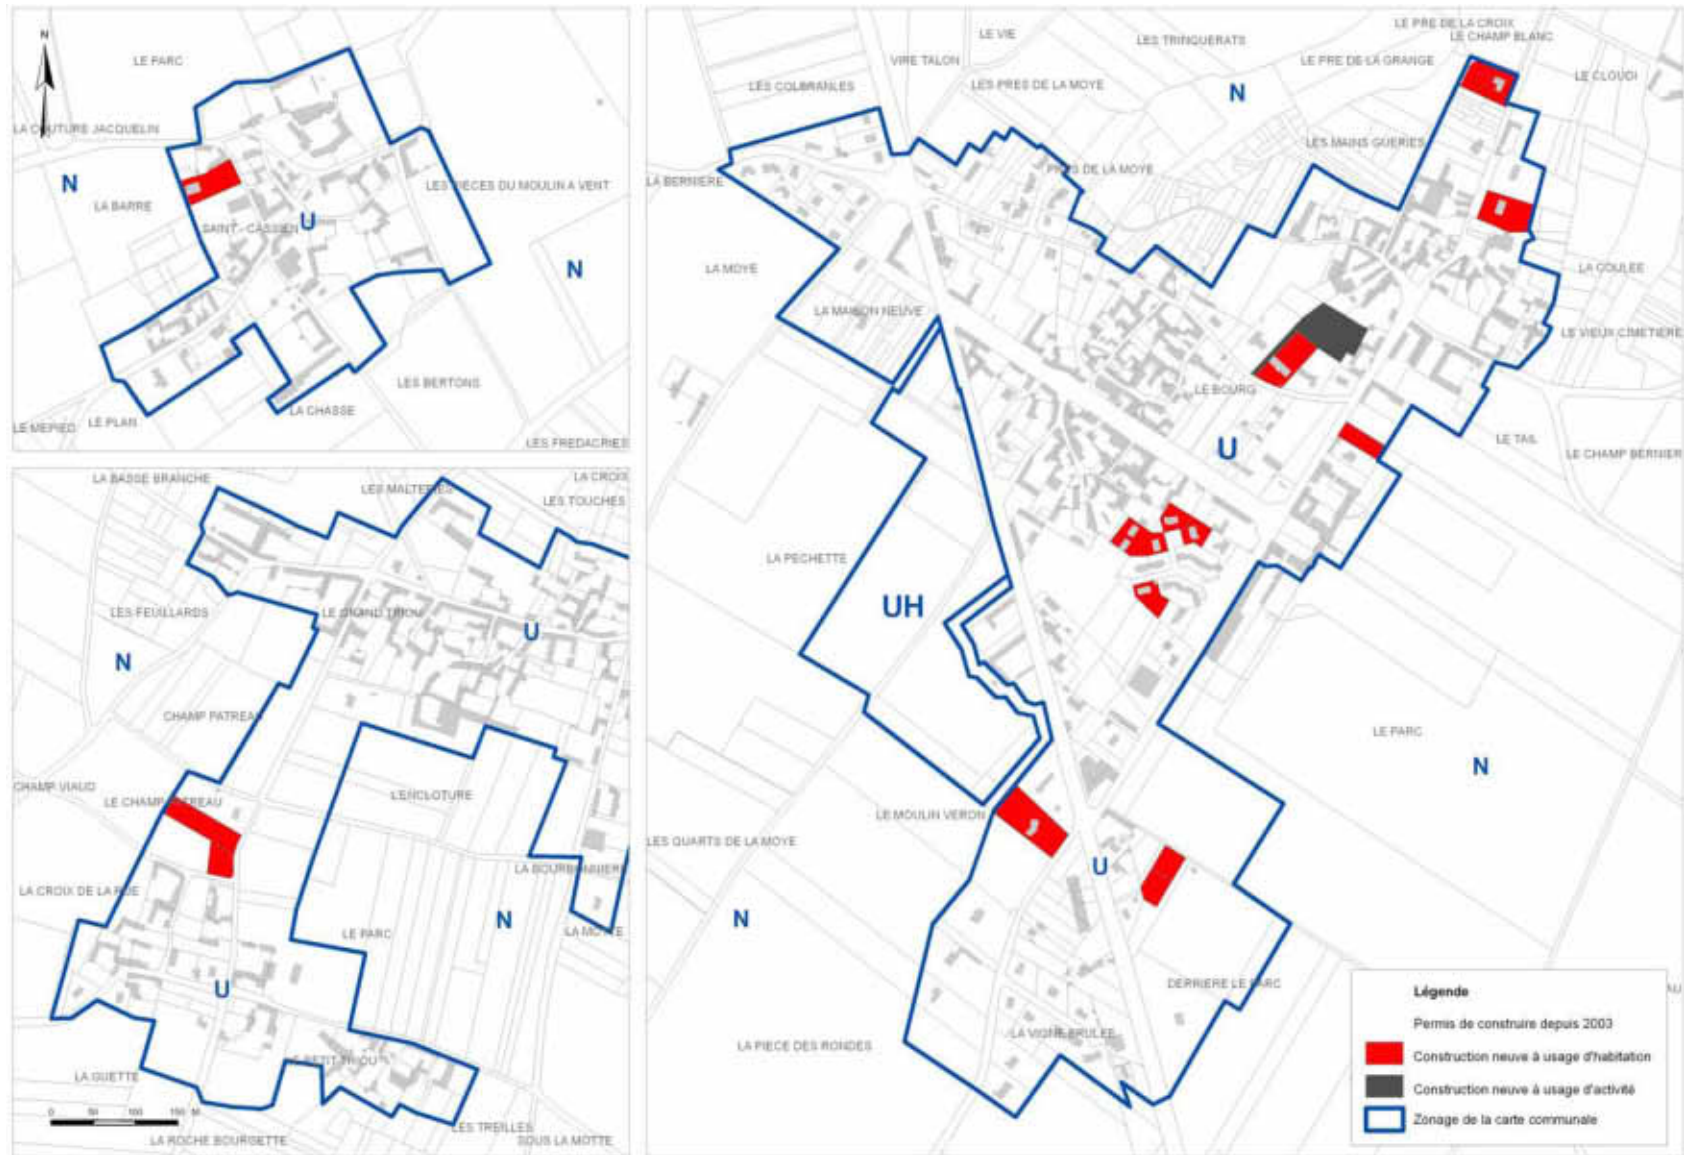 N
LE PARC
LA COUTURE JACQUELIN
N
LA BARRE
LES PIECES DU MOULIN A VENT
SAINT - CASSIEN
U
N
LES BERTONS
LA CHASSE
LE PLAN
LE MEPIED
LES FREDACRIES
LA BASSE BRANCHE
LES MALTERIES
LA CROIX
LES TOUCHES
LES FEUILLARDS
LE GRAND TRIOU
U
N
CHAMP PATREAU
CHAMP VIAUD
L'ENCLOTURE
LA BOURBONNIERE
LA CROIX DE LA RUE
LE PARC
N
LA MOTTE
U
LE PETIT TRIOU
LA GUETTE
0 50 100 150 M
LES TREILLES
LA ROCHE BOURGETTE
SOUS LA MOTTE
LE PRE DE LA CROIX
LE VIE
LES TRINQUERATS
LE CHAMP BLANC
VIRE TALON
LE PRE DE LA GRANGE
LES COLBRANLES
LES PRES DE LA MOYE
N
LE CLOUDI
LES MAINS GUERIES
PRES DE LA MOYE
LA BERNIERE
LA MOYE
LA COULEE
LA MAISON NEUVE
LE VIEUX CIMETIERE
LE BOURG
U
LE TAIL
LE CHAMP BERNIER
LA PECHETTE
UH
LE PARC
N
LE MOULIN VERON
LES QUARTS DE LA MOYE
U
N
DERRIERE LE PARC
LA VIGNE BRULEE
LA PIECE DES RONDES
Légende
Permis de construire depuis 2003
Construction neuve à usage d'habitation
Construction neuve à usage d'activité
Zonage de la carte communale